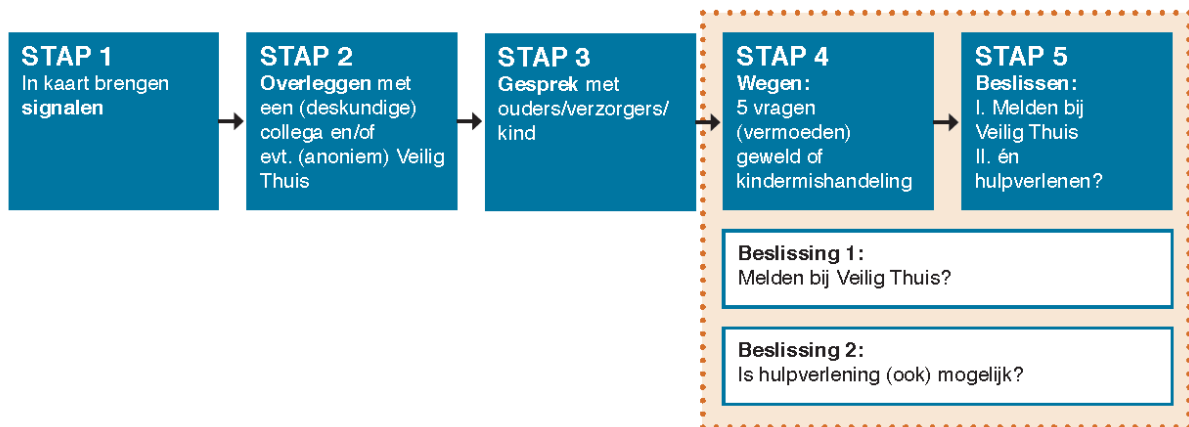 STAP 1
In kaart brengen
signalen
STAP 2
Overleggen met
een (deskundige)
collega en/of
evt. (anoniem) Veilig
Thuis
STAP 3
Gesprek met
ouders/verzorgers/
kind
STAP 4
Wegen:
5 vragen
(vermoeden)
geweld of
kindermishandeling
STAP 5
Beslissen:
I. Melden bij
Veilig Thuis
II. én
hulpverlenen?
Beslissing 1:
Melden bij Veilig Thuis?
Beslissing 2:
Is hulpverlening (ook) mogelijk?